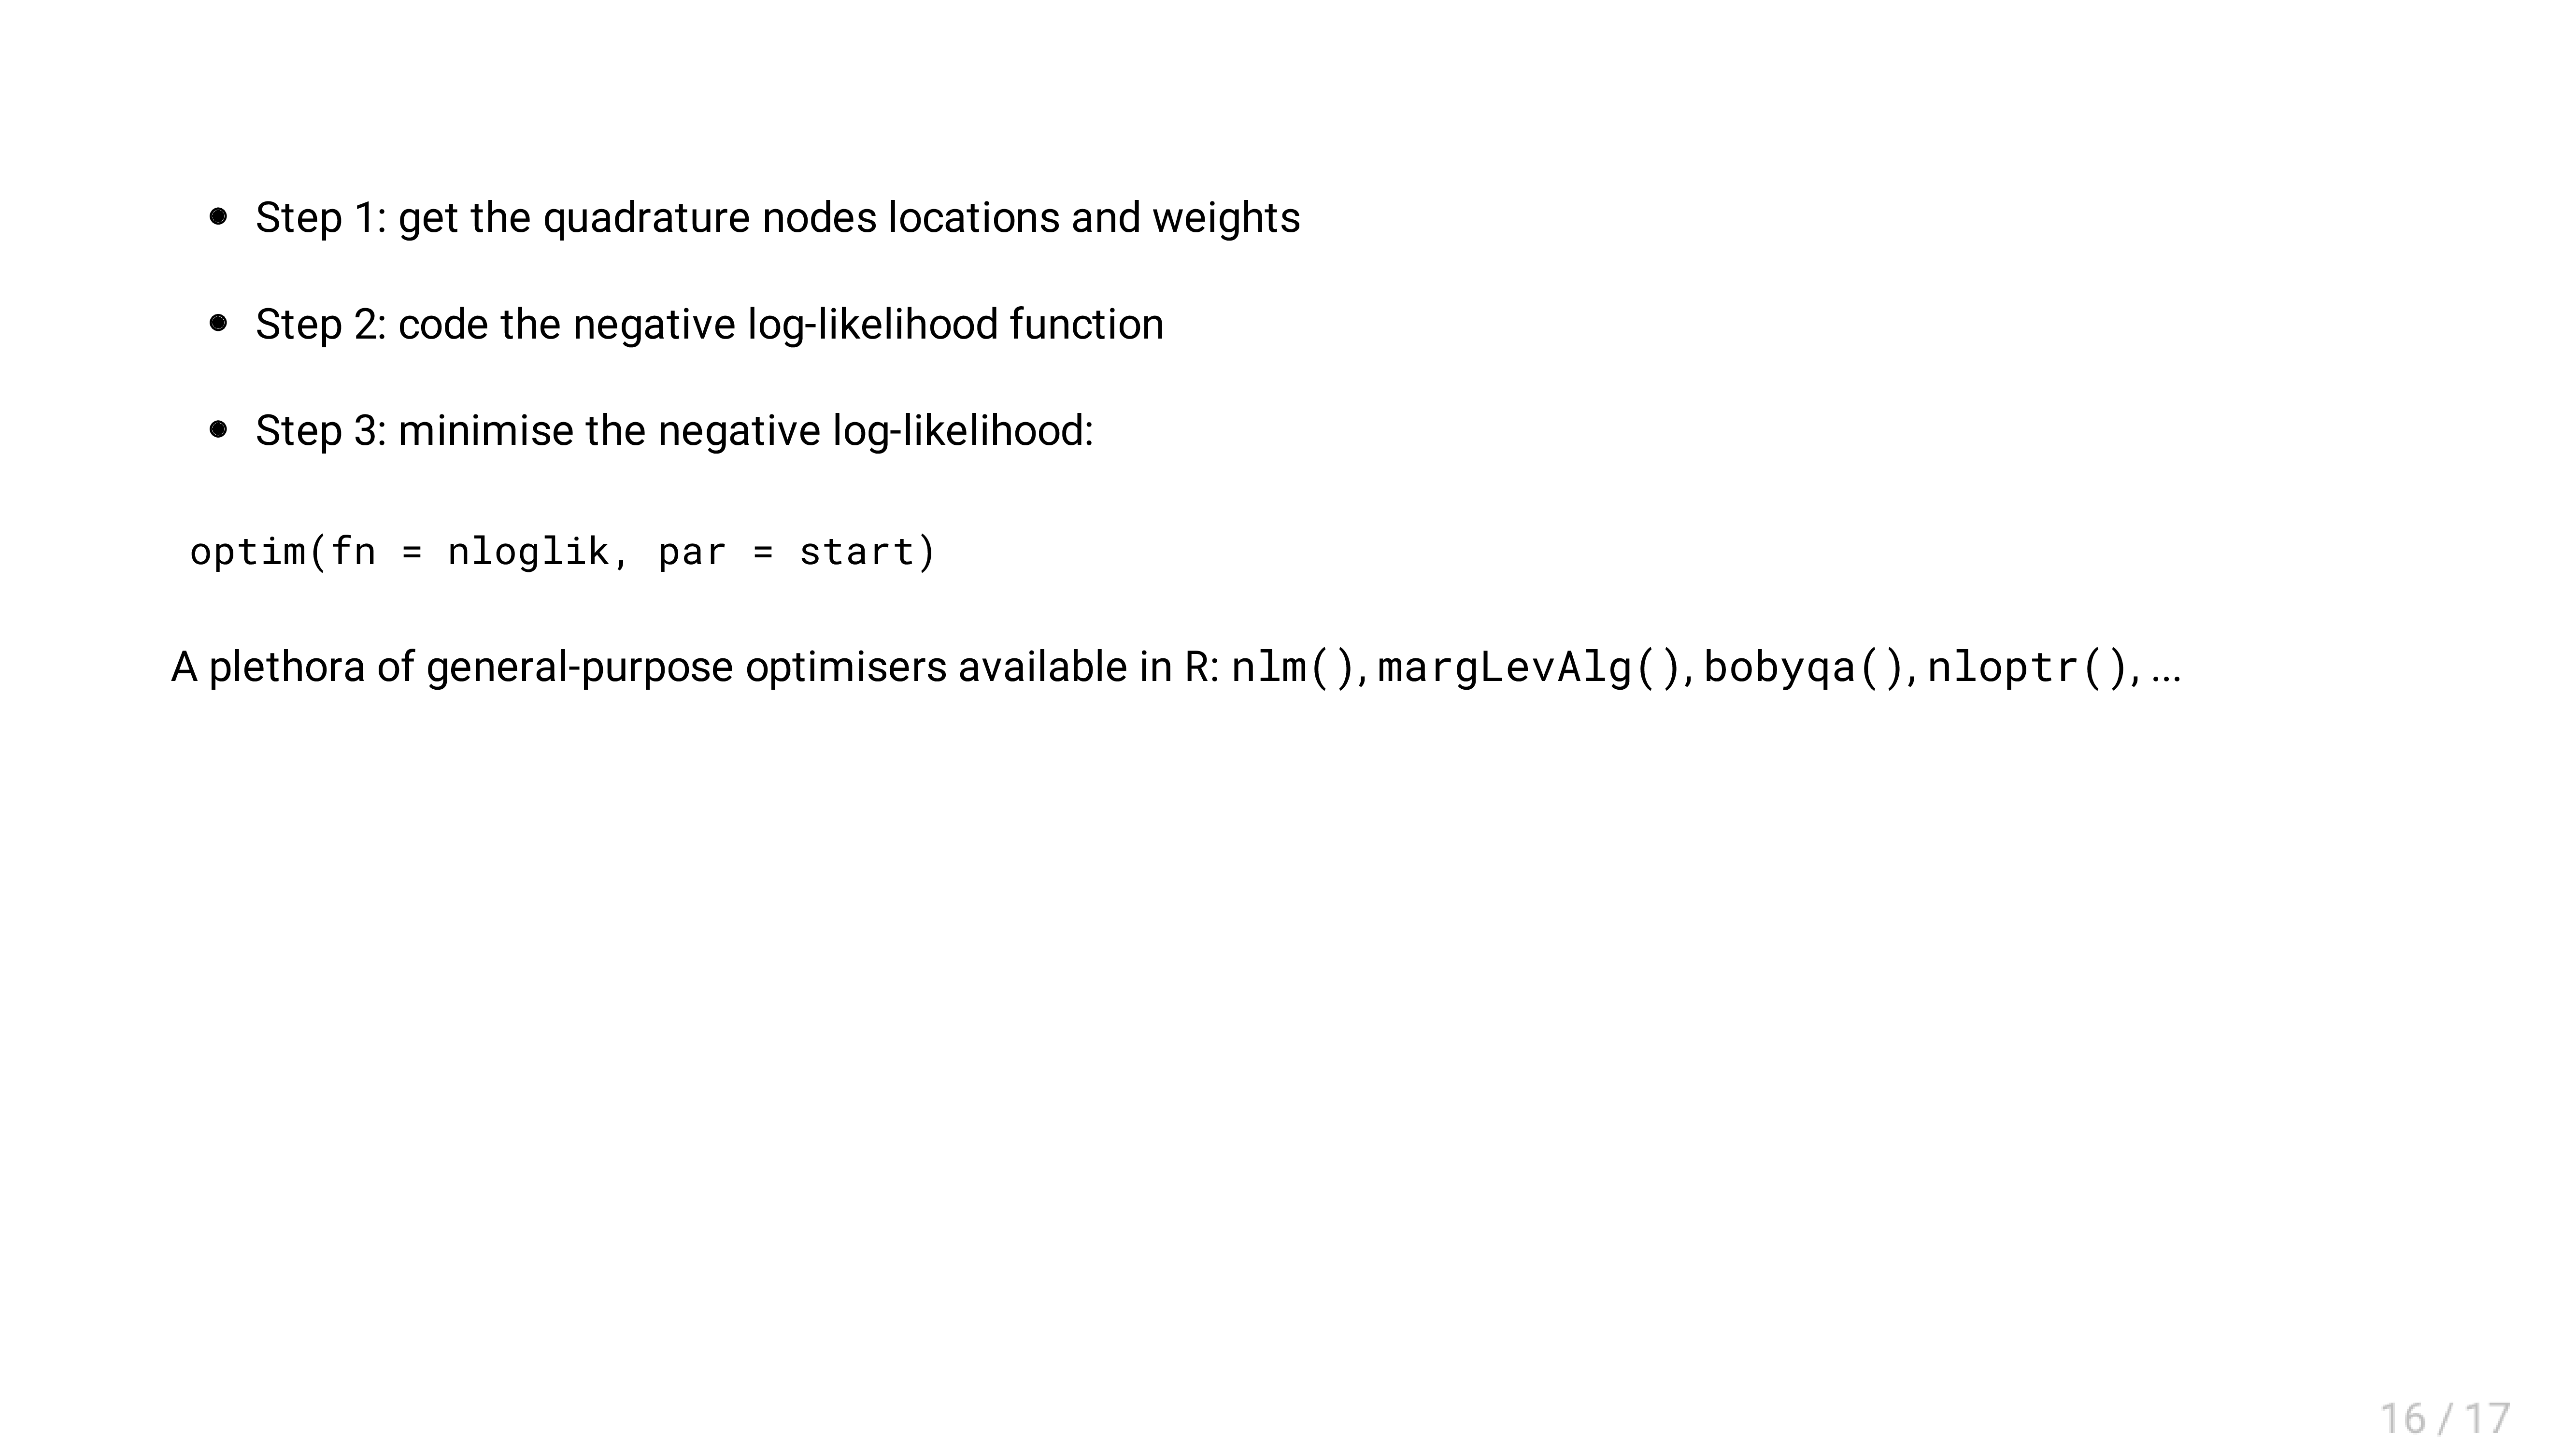 • Step 1: get the quadrature nodes locations and weights
• Step 2: code the negative log-likelihood function
• Step 3: minimise the negative log-likelihood:
optim(fn = nloglik, par = start)
A plethora of general-purpose optimisers available in R: nlm(), margLevAlg(), bobyqa(), nloptr(), ...
16 / 17